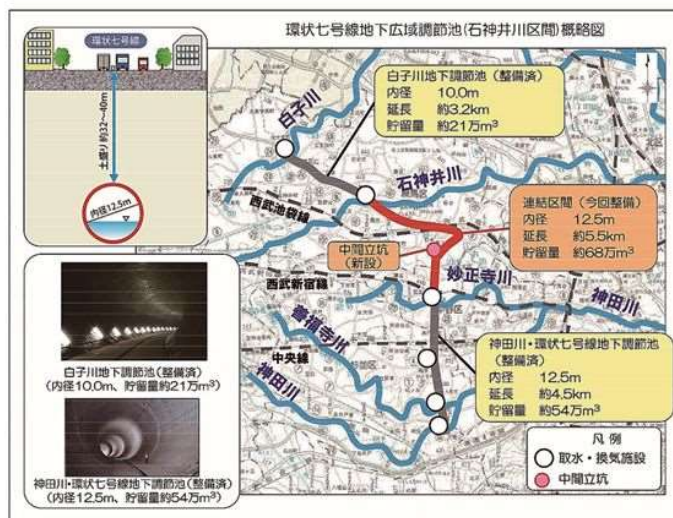 環状七号線地下広域調節池(石神井川区間)概略図
環状七号線
土被り 約32～40m
内径12.5m
白子川地下調節池（整備済）
(内径10.0m、貯留量約21万m³)
神田川・環状七号線地下調節池（整備済）
(内径12.5m、貯留量約54万m³)
白子川地下調節池（整備済）
内径　10.0m
延長　約3.2km
貯留量　約21万m³
白子川
石神井川
西武池袋線
連結区間（今回整備）
内径　12.5m
延長　約5.5km
貯留量　約68万m³
中間立坑
（新設）
妙正寺川
西武新宿線
神田川
善福寺川
中央線
神田川
神田川・環状七号線地下調節池
（整備済）
内径　12.5m
延長　約4.5km
貯留量　約54万m³
凡 例
取水・換気施設
中間立坑